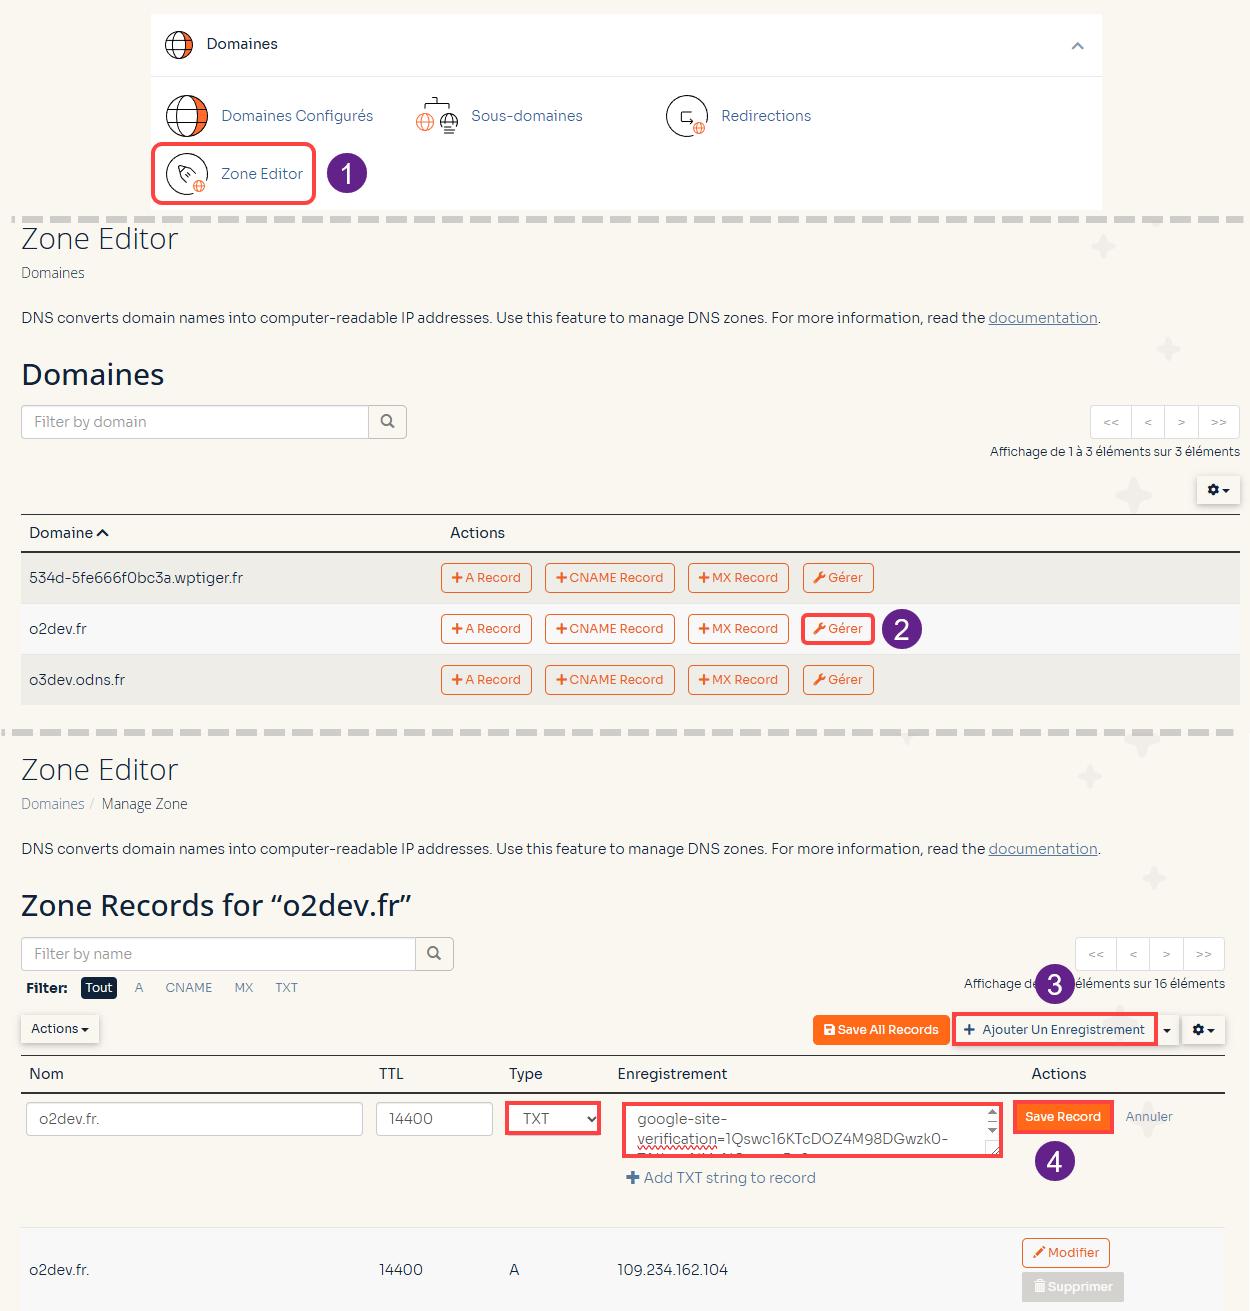 Domaines
Domaines Configurés
Sous-domaines
Redirections
Zone Editor
1
Zone Editor
Domaines
DNS converts domain names into computer-readable IP addresses. Use this feature to manage DNS zones. For more information, read the documentation.
Domaines
Filter by domain
<< < > >>
Affichage de 1 à 3 éléments sur 3 éléments
Domaine Actions
534d-5fe666f0bc3a.wptiger.fr A Record CNAME Record MX Record Gérer
o2dev.fr A Record CNAME Record MX Record Gérer 2
o3dev.odns.fr A Record CNAME Record MX Record Gérer
Zone Editor
Domaines / Manage Zone
DNS converts domain names into computer-readable IP addresses. Use this feature to manage DNS zones. For more information, read the documentation.
Zone Records for “o2dev.fr”
Filter by name
<< < > >>
Filter: Tout A CNAME MX TXT
Affichage de 3 éléments sur 16 éléments
Actions
Save All Records
Ajouter Un Enregistrement
Nom TTL Type Enregistrement Actions
o2dev.fr. 14400 TXT google-site-
verification=1Qswc16KTcDOZ4M98DGwzk0-
Save Record Annuler
4
Add TXT string to record
Modifier
o2dev.fr. 14400 A 109.234.162.104
Supprimer